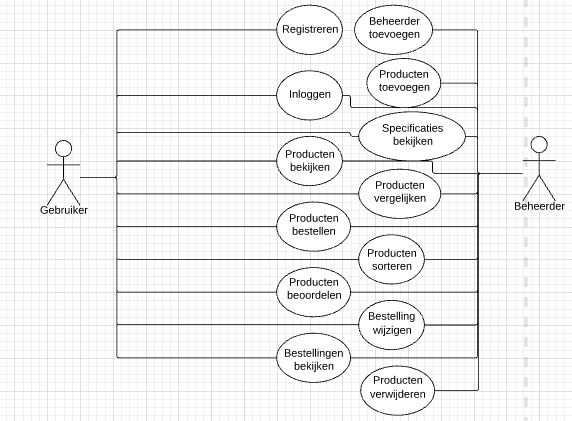 Registreren
Beheerder
toevoegen
Producten
toevoegen
Inloggen
Specificaties
bekijken
Producten
bekijken
Gebruiker
Producten
vergelijken
Beheerder
Producten
bestellen
Producten
sorteren
Producten
beoordelen
Bestelling
wijzigen
Bestellingen
bekijken
Producten
verwijderen